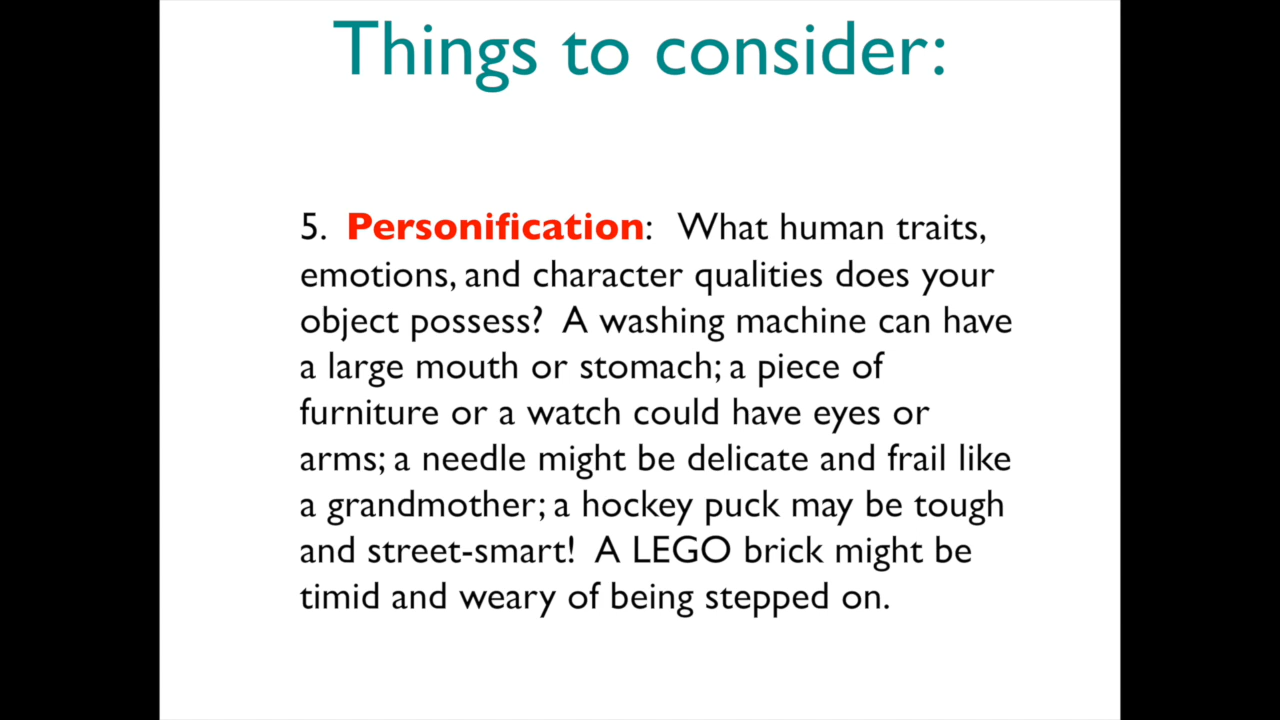 Things to consider:
5. Personification: What human traits,
emotions, and character qualities does your
object possess? A washing machine can have
a large mouth or stomach; a piece of
furniture or a watch could have eyes or
arms; a needle might be delicate and frail like
a grandmother; a hockey puck may be tough
and street-smart! A LEGO brick might be
timid and weary of being stepped on.